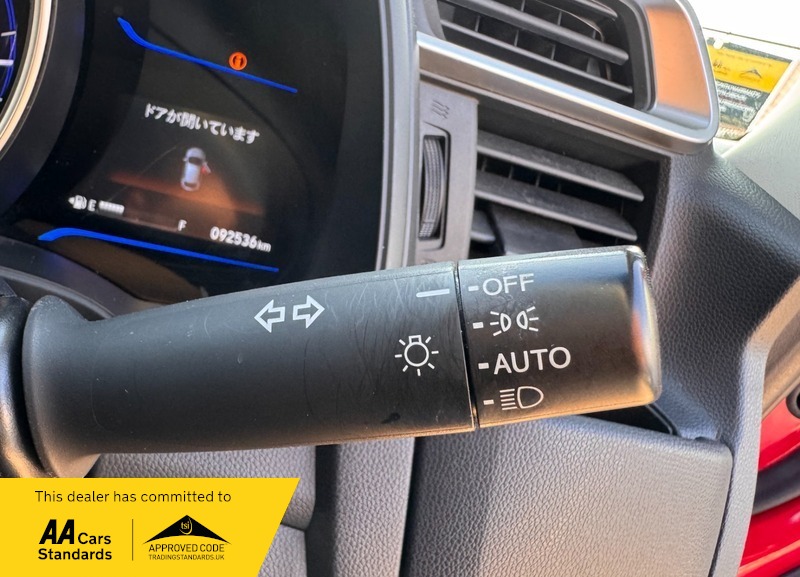 ドアが開いています
E
F
092536km
OFF
AUTO
This dealer has committed to
AA Cars
Standards
tsi
APPROVED CODE
TRADINGSTANDARDS.UK